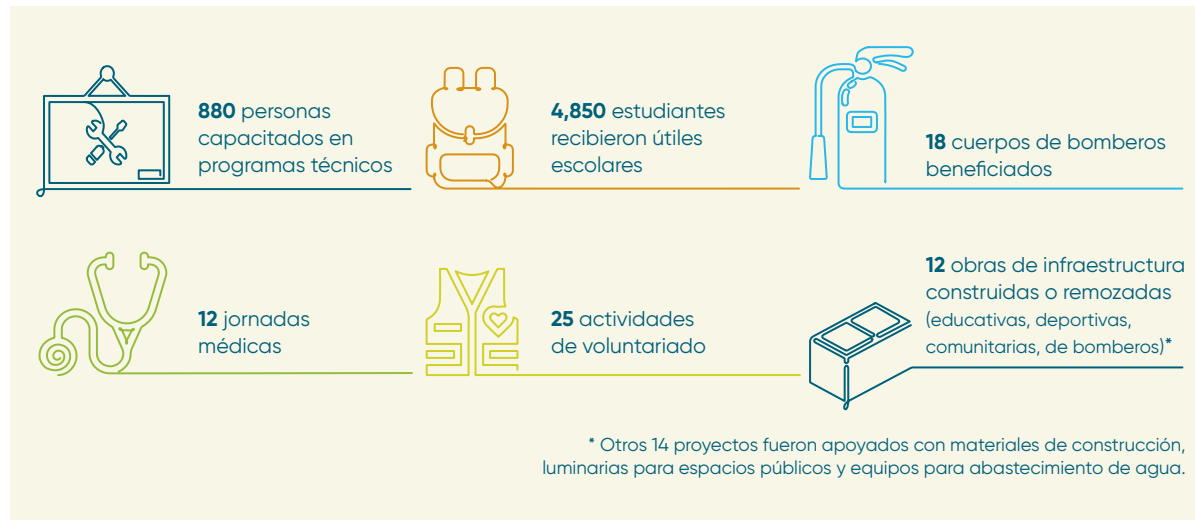 880 personas
capacitados en
programas técnicos
4,850 estudiantes
recibieron útiles
escolares
18 cuerpos de bomberos
beneficiados
12 jornadas
médicas
25 actividades
de voluntariado
12 obras de infraestructura
construidas o remozadas
(educativas, deportivas,
comunitarias, de bomberos)*
* Otros 14 proyectos fueron apoyados con materiales de construcción,
luminarias para espacios públicos y equipos para abastecimiento de agua.